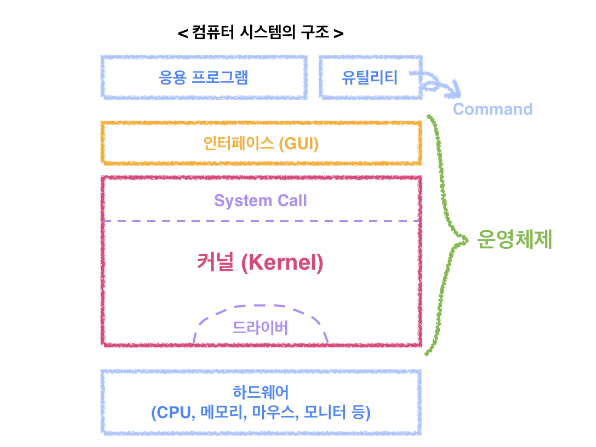 < 컴퓨터 시스템의 구조 >
응용 프로그램
유틸리티
Command
인터페이스 (GUI)
System Call
커널 (Kernel)
운영체제
드라이버
하드웨어
(CPU, 메모리, 마우스, 모니터 등)